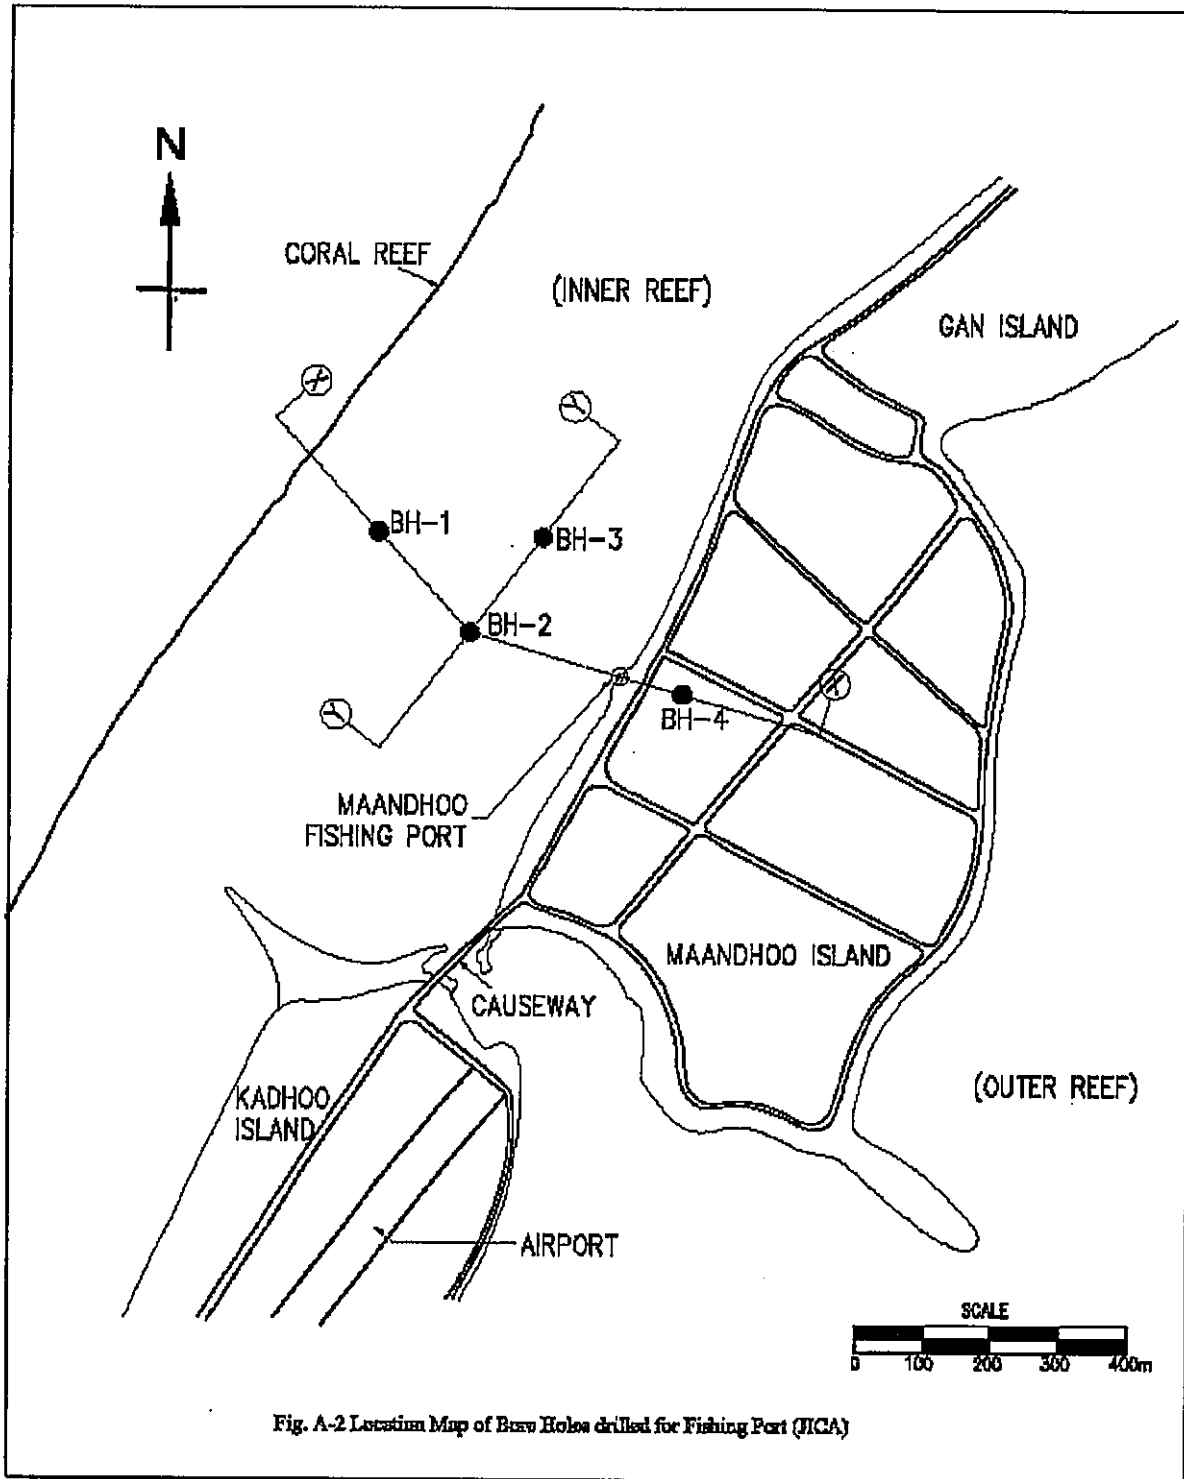 N
CORAL REEF
(INNER REEF)
GAN ISLAND
BH-1
BH-3
BH-2
BH-4
MAANDHOO
FISHING PORT
MAANDHOO ISLAND
CAUSEWAY
(OUTER REEF)
KADHOO
ISLAND
AIRPORT
SCALE
0 100 200 300 400m
Fig. A-2 Location Map of Bore Holes drilled for Fishing Port (JICA)